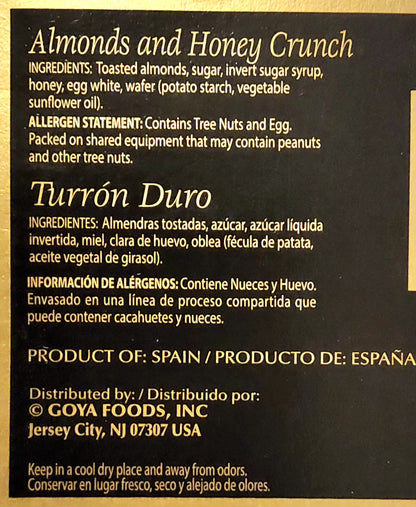 Almonds and Honey Crunch
INGREDIENTS: Toasted almonds, sugar, invert sugar syrup,
honey, egg white, wafer (potato starch, vegetable
sunflower oil).
ALLERGEN STATEMENT: Contains Tree Nuts and Egg.
Packed on shared equipment that may contain peanuts
and other tree nuts.
Turrón Duro
INGREDIENTES: Almendras tostadas, azúcar, azúcar líquida
invertida, miel, clara de huevo, oblea (fécula de patata,
aceite vegetal de girasol).
INFORMACIÓN DE ALÉRGENOS: Contiene Nueces y Huevo.
Envasado en una línea de proceso compartida que
puede contener cacahuetes y nueces.
PRODUCT OF: SPAIN / PRODUCTO DE: ESPAÑA
Distributed by: / Distribuido por:
© GOYA FOODS, INC
Jersey City, NJ 07307 USA
Keep in a cool dry place and away from odors.
Conservar en lugar fresco, seco y alejado de olores.